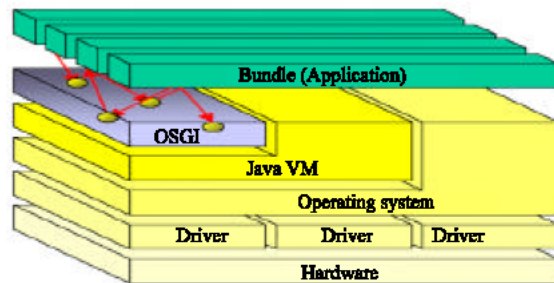 Bundle (Application)
OSGI
Java VM
Operating system
Driver Driver Driver
Hardware